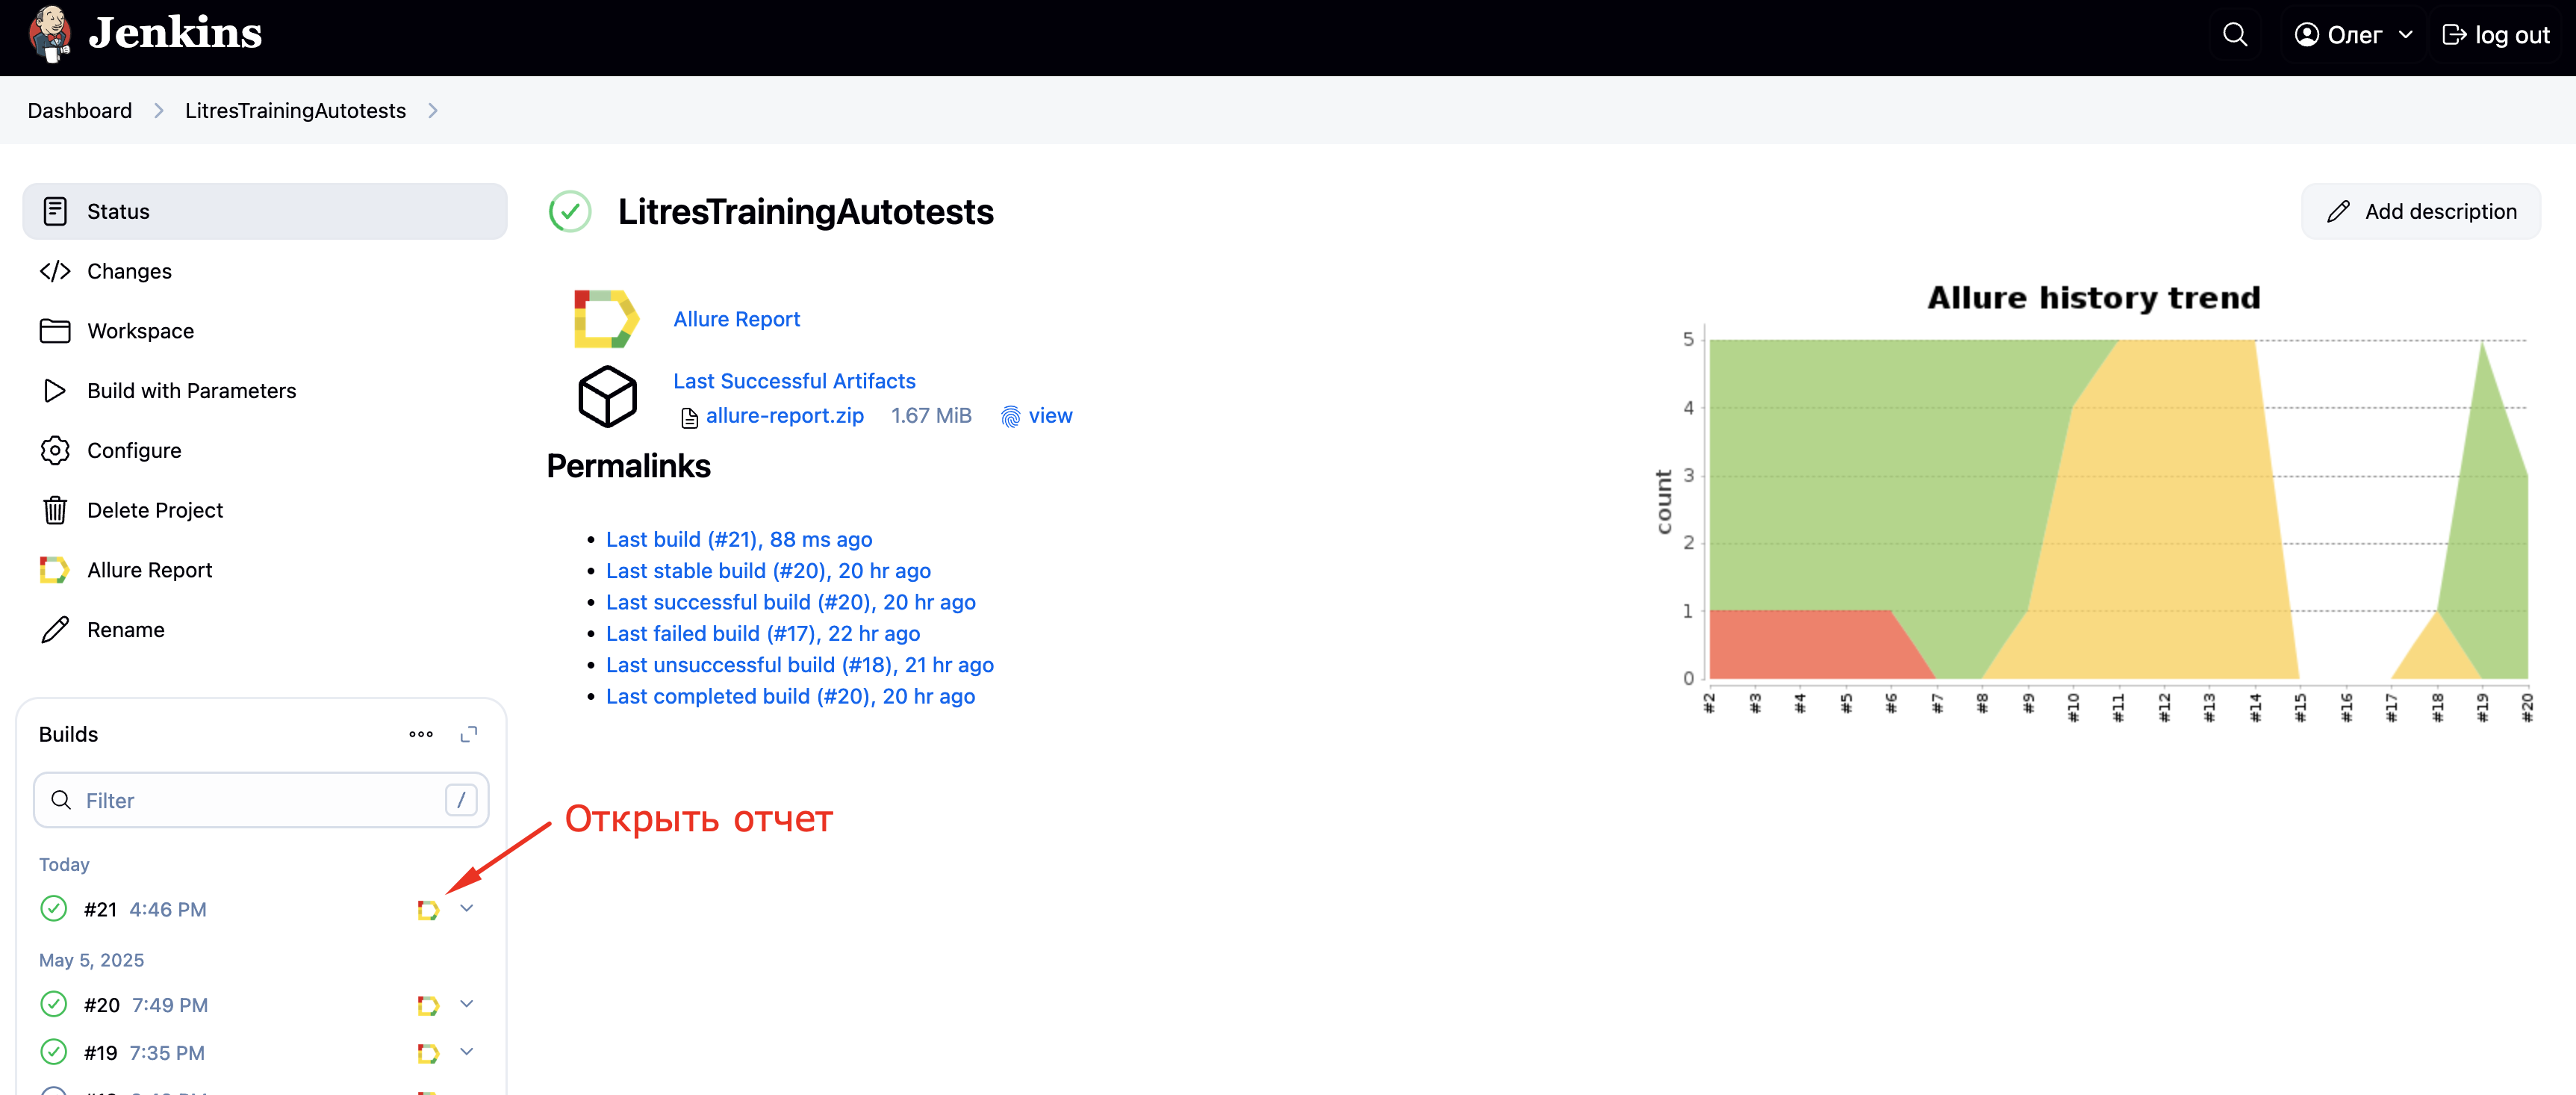 Jenkins
Олег
log out
Dashboard
LitresTrainingAutotests
Status
Changes
Workspace
Build with Parameters
Configure
Delete Project
Allure Report
Rename
LitresTrainingAutotests
Add description
Allure Report
Last Successful Artifacts
allure-report.zip 1.67 MiB view
Permalinks
Last build (#21), 88 ms ago
Last stable build (#20), 20 hr ago
Last successful build (#20), 20 hr ago
Last failed build (#17), 22 hr ago
Last unsuccessful build (#18), 21 hr ago
Last completed build (#20), 20 hr ago
Allure history trend
count
5
4
3
2
1
0
#2 #3 #4 #5 #6 #7 #8 #9 #10 #11 #12 #13 #14 #15 #16 #17 #18 #19 #20
Builds
Filter /
Открыть отчет
Today
#21 4:46 PM
May 5, 2025
#20 7:49 PM
#19 7:35 PM